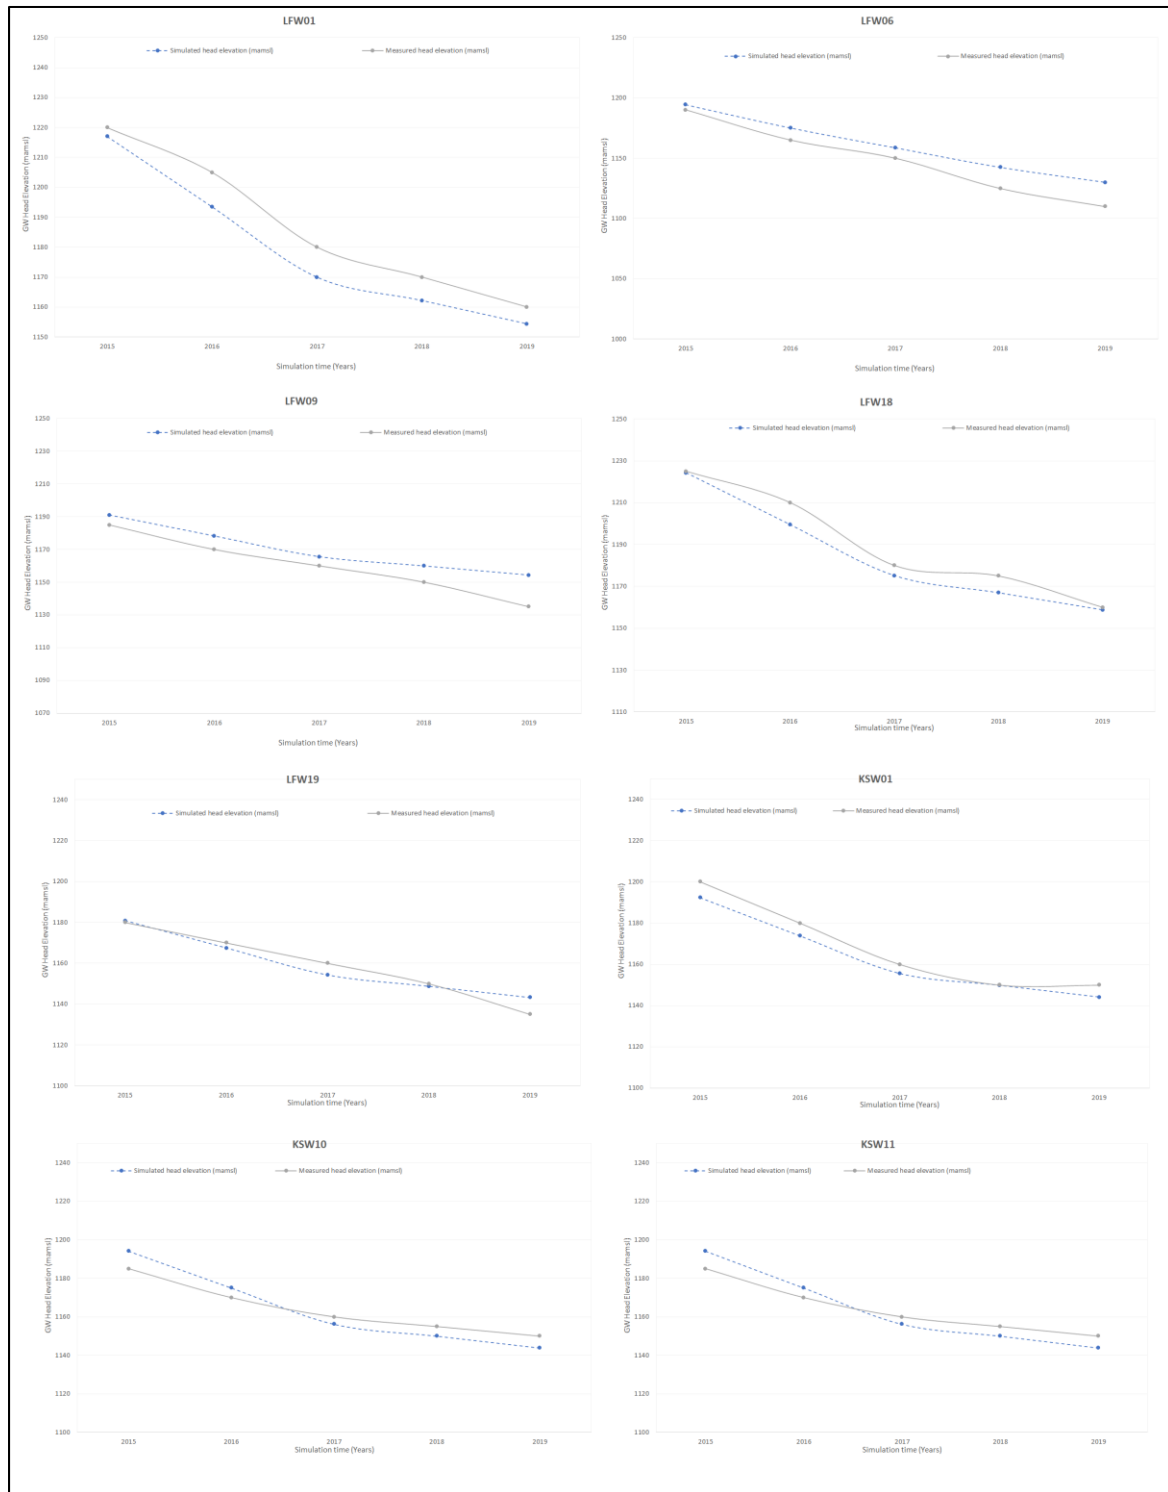 LFW01
Simulated head elevation (mamsl) Measured head elevation (mamsl)
GW Head Elevation (mamsl)
1250
1240
1230
1220
1210
1200
1190
1180
1170
1160
1150
2015 2016 2017 2018 2019
Simulation time (Years)
LFW06
Simulated head elevation (mamsl) Measured head elevation (mamsl)
GW Head Elevation (mamsl)
1250
1200
1150
1100
1050
1000
2015 2016 2017 2018 2019
Simulation time (Years)
LFW09
Simulated head elevation (mamsl) Measured head elevation (mamsl)
GW Head Elevation (mamsl)
1250
1230
1210
1190
1170
1150
1130
1110
1090
1070
2015 2016 2017 2018 2019
Simulation time (Years)
LFW18
Simulated head elevation (mamsl) Measured head elevation (mamsl)
GW Head Elevation (mamsl)
1250
1230
1210
1190
1170
1150
1130
1110
2015 2016 2017 2018 2019
Simulation time (Years)
LFW19
Simulated head elevation (mamsl) Measured head elevation (mamsl)
GW Head Elevation (mamsl)
1240
1220
1200
1180
1160
1140
1120
1100
2015 2016 2017 2018 2019
Simulation time (Years)
KSW01
Simulated head elevation (mamsl) Measured head elevation (mamsl)
GW Head Elevation (mamsl)
1240
1220
1200
1180
1160
1140
1120
1100
2015 2016 2017 2018 2019
Simulation time (Years)
KSW10
Simulated head elevation (mamsl) Measured head elevation (mamsl)
GW Head Elevation (mamsl)
1240
1220
1200
1180
1160
1140
1120
1100
2015 2016 2017 2018 2019
Simulation time (Years)
KSW11
Simulated head elevation (mamsl) Measured head elevation (mamsl)
GW Head Elevation (mamsl)
1240
1220
1200
1180
1160
1140
1120
1100
2015 2016 2017 2018 2019
Simulation time (Years)